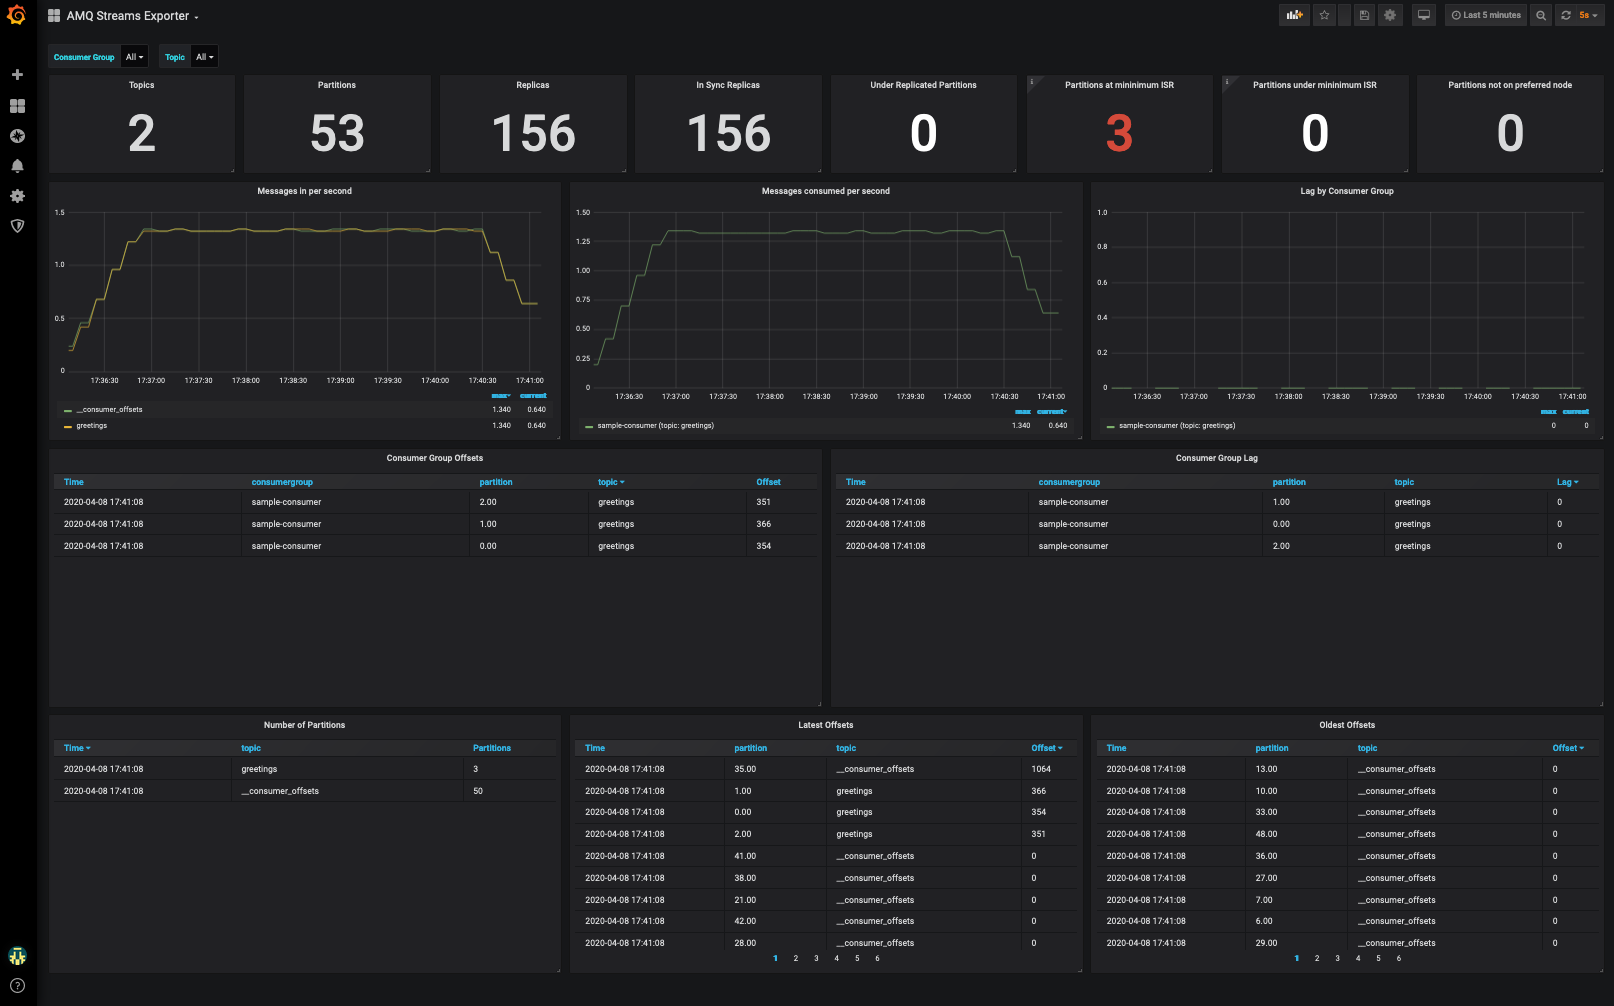 AMQ Streams Exporter
Last 5 minutes
5s
Consumer Group All Topic All
Topics
2
Partitions
53
Replicas
156
In Sync Replicas
156
Under Replicated Partitions
0
Partitions at mininimum ISR
3
Partitions under mininimum ISR
0
Partitions not on preferred node
0
Messages in per second
1.5
1.0
0.5
0
17:36:30 17:37:00 17:37:30 17:38:00 17:38:30 17:39:00 17:39:30 17:40:00 17:40:30 17:41:00
max current
__consumer_offsets 1.340 0.640
greetings 1.340 0.640
Messages consumed per second
1.50
1.25
1.00
0.75
0.50
0.25
0
17:36:30 17:37:00 17:37:30 17:38:00 17:38:30 17:39:00 17:39:30 17:40:00 17:40:30 17:41:00
max current
sample-consumer (topic: greetings) 1.340 0.640
Lag by Consumer Group
1.0
0.8
0.6
0.4
0.2
0
17:36:30 17:37:00 17:37:30 17:38:00 17:38:30 17:39:00 17:39:30 17:40:00 17:40:30 17:41:00
max current
sample-consumer (topic: greetings) 0 0
Consumer Group Offsets
Time consumergroup partition topic Offset
2020-04-08 17:41:08 sample-consumer 2.00 greetings 351
2020-04-08 17:41:08 sample-consumer 1.00 greetings 366
2020-04-08 17:41:08 sample-consumer 0.00 greetings 354
Consumer Group Lag
Time consumergroup partition topic Lag
2020-04-08 17:41:08 sample-consumer 1.00 greetings 0
2020-04-08 17:41:08 sample-consumer 0.00 greetings 0
2020-04-08 17:41:08 sample-consumer 2.00 greetings 0
Number of Partitions
Time topic Partitions
2020-04-08 17:41:08 greetings 3
2020-04-08 17:41:08 __consumer_offsets 50
Latest Offsets
Time partition topic Offset
2020-04-08 17:41:08 35.00 __consumer_offsets 1064
2020-04-08 17:41:08 1.00 greetings 366
2020-04-08 17:41:08 0.00 greetings 354
2020-04-08 17:41:08 2.00 greetings 351
2020-04-08 17:41:08 41.00 __consumer_offsets 0
2020-04-08 17:41:08 38.00 __consumer_offsets 0
2020-04-08 17:41:08 21.00 __consumer_offsets 0
2020-04-08 17:41:08 42.00 __consumer_offsets 0
2020-04-08 17:41:08 28.00 __consumer_offsets 0
1 2 3 4 5 6
Oldest Offsets
Time partition topic Offset
2020-04-08 17:41:08 13.00 __consumer_offsets 0
2020-04-08 17:41:08 10.00 __consumer_offsets 0
2020-04-08 17:41:08 33.00 __consumer_offsets 0
2020-04-08 17:41:08 48.00 __consumer_offsets 0
2020-04-08 17:41:08 36.00 __consumer_offsets 0
2020-04-08 17:41:08 27.00 __consumer_offsets 0
2020-04-08 17:41:08 7.00 __consumer_offsets 0
2020-04-08 17:41:08 6.00 __consumer_offsets 0
2020-04-08 17:41:08 29.00 __consumer_offsets 0
1 2 3 4 5 6